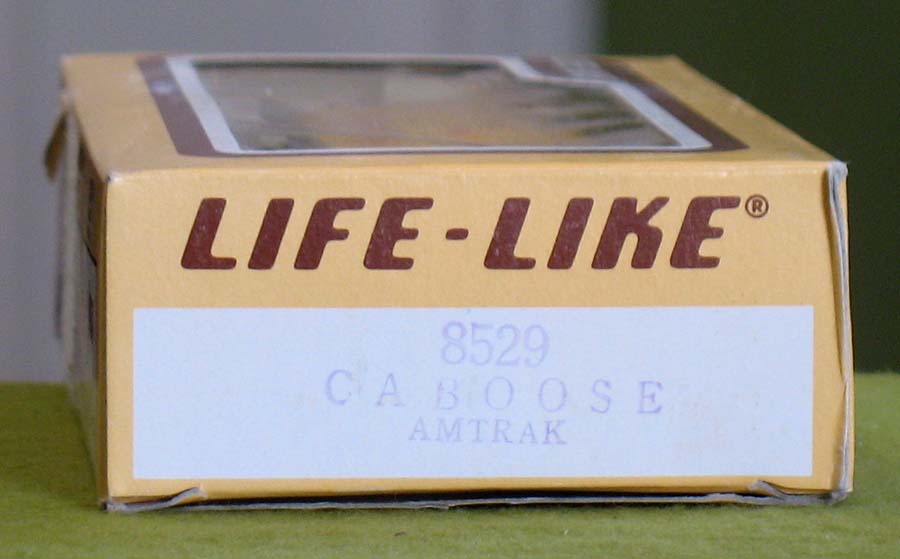 LIFE-LIKE®
8529
CABOOSE
AMTRAK